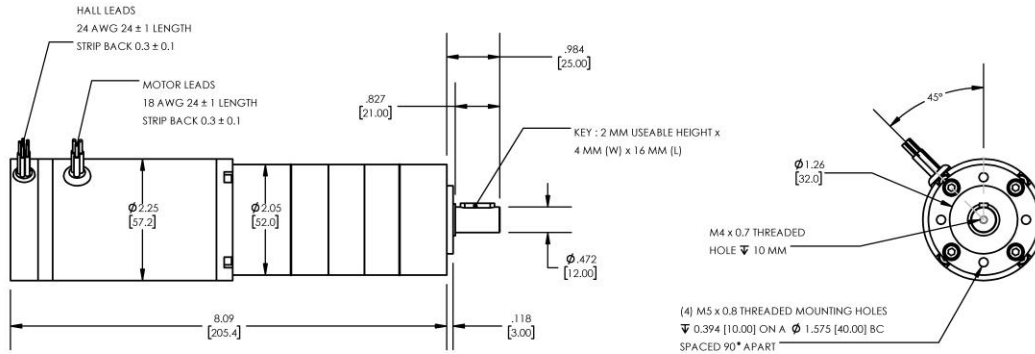 HALL LEADS
24 AWG 24 ± 1 LENGTH
STRIP BACK 0.3 ± 0.1
MOTOR LEADS
18 AWG 24 ± 1 LENGTH
STRIP BACK 0.3 ± 0.1
.984
[25.00]
.827
[21.00]
KEY : 2 MM USEABLE HEIGHT x
4 MM (W) x 16 MM (L)
Ø2.25
[57.2]
Ø2.05
[52.0]
Ø.472
[12.00]
8.09
[205.4]
.118
[3.00]
45°
Ø1.26
[32.0]
M4 x 0.7 THREADED
HOLE ↧ 10 MM
(4) M5 x 0.8 THREADED MOUNTING HOLES
↧ 0.394 [10.00] ON A Ø 1.575 [40.00] BC
SPACED 90° APART